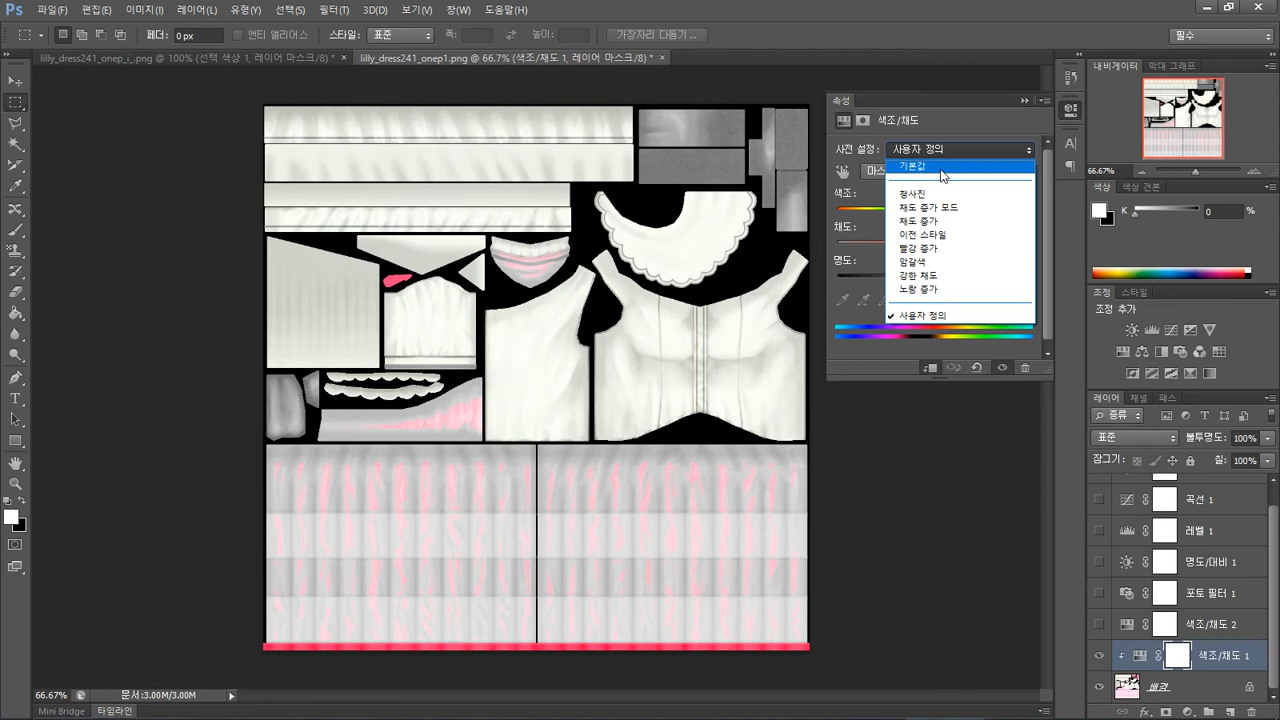 Ps 파일(F) 편집(E) 이미지(I) 레이어(L) 유형(Y) 선택(S) 필터(T) 3D(D) 보기(V) 창(W) 도움말(H)
페더: 0 px 안티 앨리어스 스타일: 표준 폭: 높이: 가장자리 다듬기 ... 필수
lilly_dress241_onep_i_.png @ 100% (선택 색상 1, 레이어 마스크/8) * × lilly_dress241_onep1.png @ 66.7% (색조/채도 1, 레이어 마스크/8) * ×
내비게이터 막대 그래프
속성
색조/채도
사전 설정: 사용자 정의
기본값
마스
정사진
색조:
채도 증가 모드
채도 증가
채도:
이전 스타일
빨강 증가
명도:
암갈색
강한 채도
노랑 증가
사용자 정의
66.67%
색상 색상 견본
K 0 %
조정 스타일
조정 추가
레이어 채널 패스
종류
표준 불투명도: 100%
잠그기: 칠: 100%
곡선 1
레벨 1
명도/대비 1
포토 필터 1
색조/채도 2
색조/채도 1
배경
66.67% 문서:3.00M/3.00M
Mini Bridge 타임라인